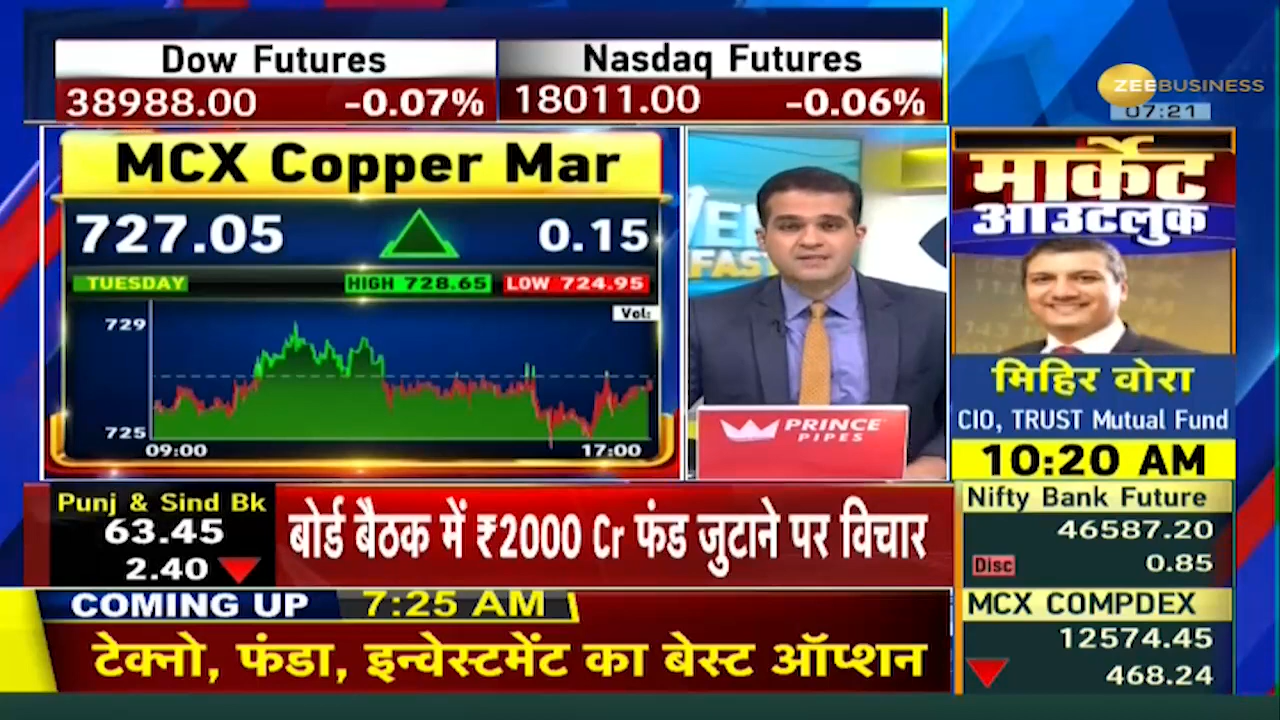 Dow Futures
38988.00 -0.07%
Nasdaq Futures
18011.00 -0.06%
ZEE BUSINESS
07:21
MCX Copper Mar
727.05 0.15
TUESDAY HIGH 728.65 LOW 724.95
Vol:
729
725
09:00 17:00
PRINCE
PIPES
मार्केट
आउटलुक
मिहिर वोरा
CIO, TRUST Mutual Fund
10:20 AM
Punj & Sind Bk
63.45
2.40
बोर्ड बैठक में ₹2000 Cr फंड जुटाने पर विचार
Nifty Bank Future
46587.20
Disc 0.85
MCX COMPDEX
12574.45
468.24
COMING UP 7:25 AM
टेक्नो, फंडा, इन्वेस्टमेंट का बेस्ट ऑप्शन